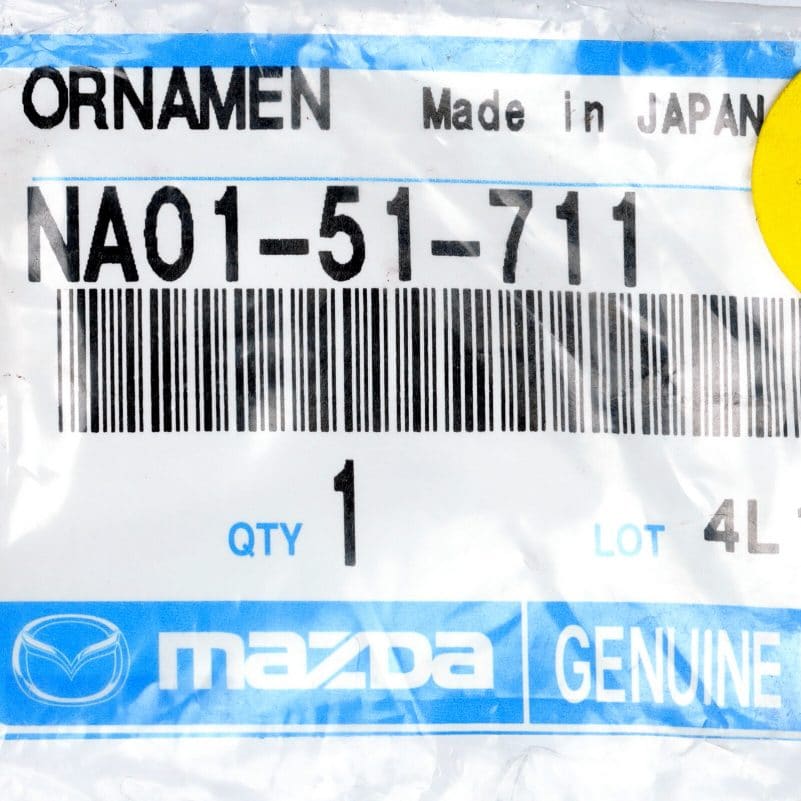 ORNAMEN Made in JAPAN
NA01-51-711
QTY 1 LOT 4L
mazda GENUINE